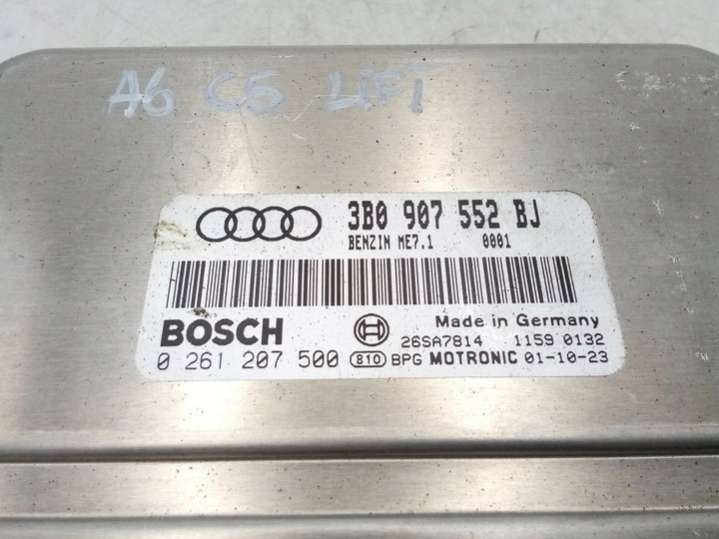 A6 C5 LIFT
3B0 907 552 BJ
BENZIN ME7.1 0001
BOSCH
Made in Germany
26SA7814 1159 0132
0 261 207 500 810 BPG MOTRONIC 01-10-23